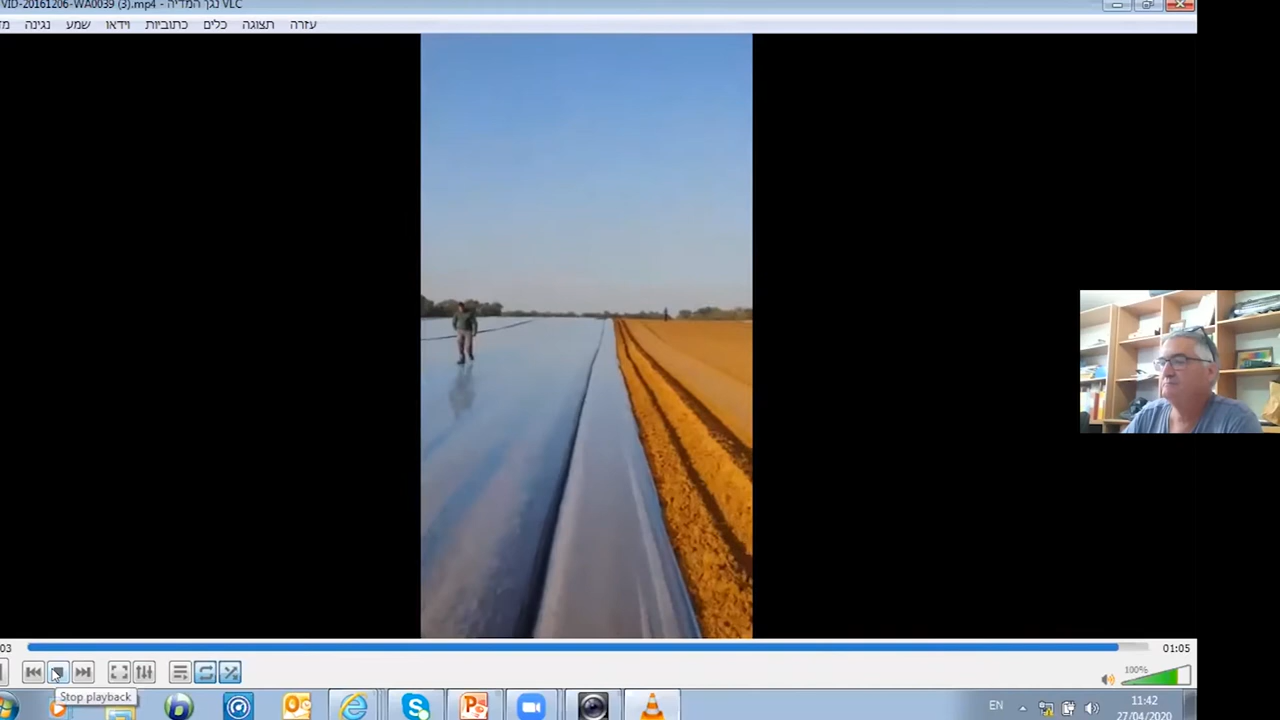 VID-20161206-WA0039 (3).mp4 - נגן המדיה VLC
נגינה שמע וידאו כתוביות כלים תצוגה עזרה
03 01:05
100%
Stop playback
EN
11:42
27/04/2020